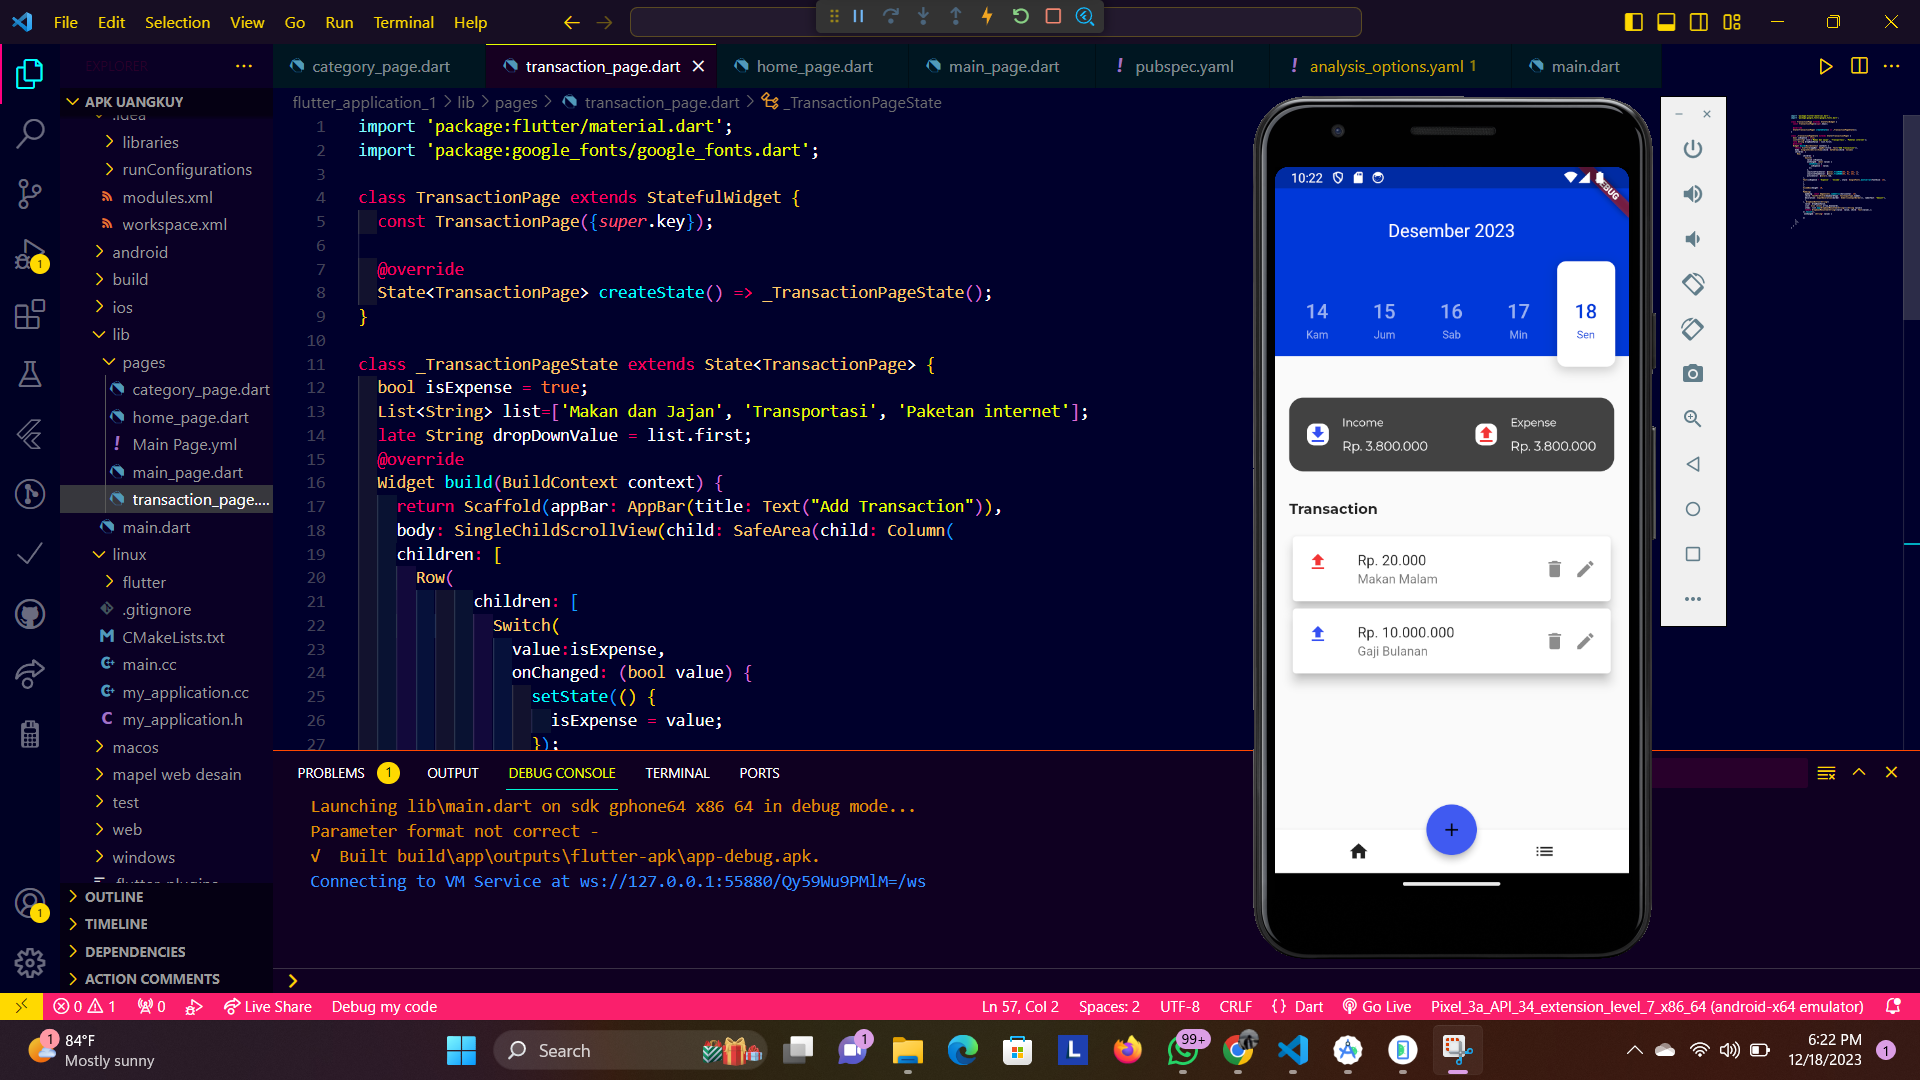 File Edit Selection View Go Run Terminal Help
EXPLORER
category_page.dart
transaction_page.dart
home_page.dart
main_page.dart
! pubspec.yaml
! analysis_options.yaml 1
main.dart
APK UANGKUY
.idea
libraries
runConfigurations
modules.xml
workspace.xml
android
build
ios
lib
pages
category_page.dart
home_page.dart
! Main Page.yml
main_page.dart
transaction_page....
main.dart
linux
flutter
.gitignore
M CMakeLists.txt
main.cc
my_application.cc
C my_application.h
macos
mapel web desain
test
web
windows
.flutter-plugins
OUTLINE
TIMELINE
DEPENDENCIES
ACTION COMMENTS
1
1
flutter_application_1 > lib > pages > transaction_page.dart > _TransactionPageState
1 import 'package:flutter/material.dart';
2 import 'package:google_fonts/google_fonts.dart';
3
4 class TransactionPage extends StatefulWidget {
5 const TransactionPage({super.key});
6
7 @override
8 State<TransactionPage> createState() => _TransactionPageState();
9 }
10
11 class _TransactionPageState extends State<TransactionPage> {
12 bool isExpense = true;
13 List<String> list=['Makan dan Jajan', 'Transportasi', 'Paketan internet'];
14 late String dropDownValue = list.first;
15 @override
16 Widget build(BuildContext context) {
17 return Scaffold(appBar: AppBar(title: Text("Add Transaction")),
18 body: SingleChildScrollView(child: SafeArea(child: Column(
19 children: [
20 Row(
21 children: [
22 Switch(
23 value:isExpense,
24 onChanged: (bool value) {
25 setState(() {
26 isExpense = value;
27 });
10:22
DEBUG
Desember 2023
14 15 16 17 18
Kam Jum Sab Min Sen
Income
Rp. 3.800.000
Expense
Rp. 3.800.000
Transaction
Rp. 20.000
Makan Malam
Rp. 10.000.000
Gaji Bulanan
PROBLEMS 1 OUTPUT DEBUG CONSOLE TERMINAL PORTS
Launching lib\main.dart on sdk gphone64 x86 64 in debug mode...
Parameter format not correct -
√ Built build\app\outputs\flutter-apk\app-debug.apk.
Connecting to VM Service at ws://127.0.0.1:55880/Qy59Wu9PMlM=/ws
0 1 0 Live Share Debug my code
Ln 57, Col 2 Spaces: 2 UTF-8 CRLF {} Dart Go Live Pixel_3a_API_34_extension_level_7_x86_64 (android-x64 emulator)
1
84°F
Mostly sunny
Search
1
L
99+
6:22 PM
12/18/2023
1